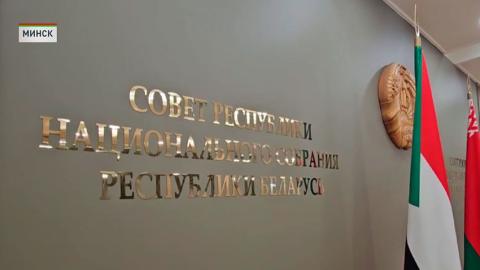 МИНСК
СОВЕТ РЕСПУБЛИКИ
НАЦИОНАЛЬНОГО СОБРАНИЯ
РЕСПУБЛИКИ БЕЛАРУСЬ